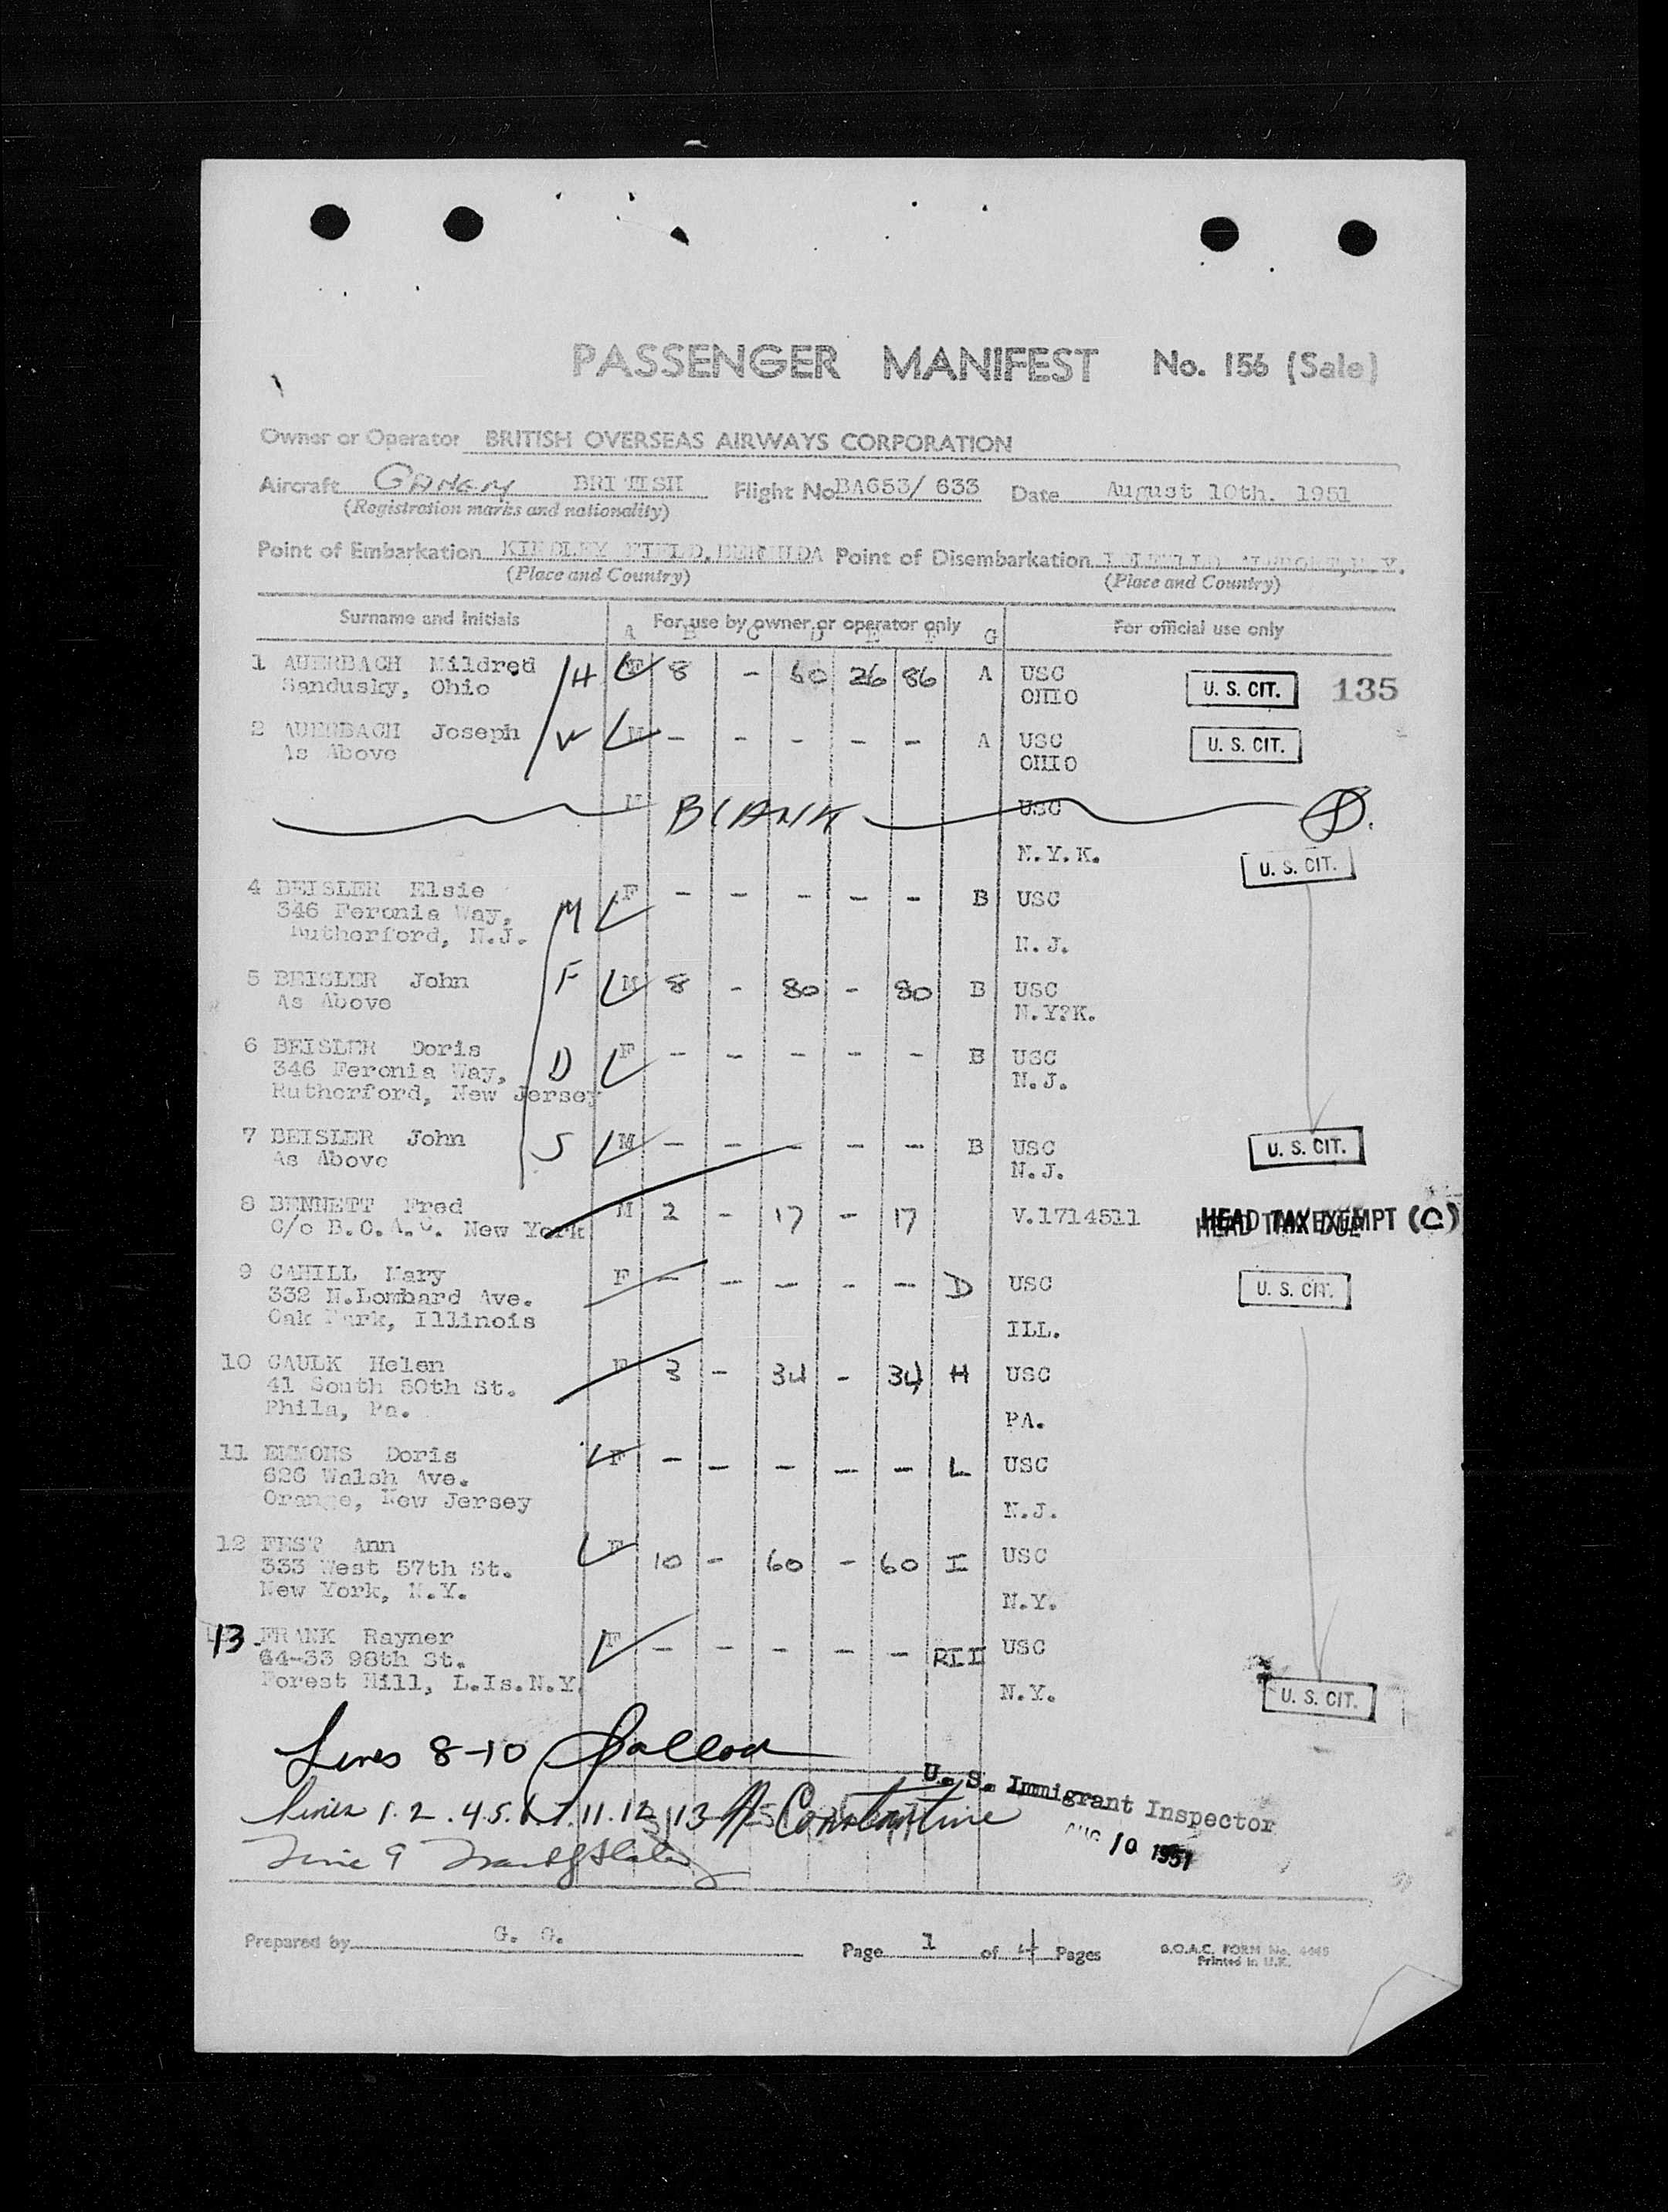 PASSENGER MANIFEST No. 156 (Sale)
Owner or Operator BRITISH OVERSEAS AIRWAYS CORPORATION
Aircraft BRITISH Flight No BA653/ 633 Date August 10th. 1951
(Registration marks and nationality)
Point of Embarkation KINDLEY FIELD, BERMUDA Point of Disembarkation AIRPORT, N.Y.
(Place and Country) (Place and Country)
Surname and Initials For use by owner or operator only For official use only
A B C D E F G
1 AUERBACH Mildred /H F 8 - 60 26 86 A USC U. S. CIT. 135
Sandusky, Ohio OHIO
2 AUERBACH Joseph W M - - - - - A USC U. S. CIT.
As Above OHIO
M BLANK USC
N.Y.K. U. S. CIT.
4 BEISLER Elsie M F - - - - - B USC
346 Feronia Way,
Rutherford, N.J. N.J.
5 BEISLER John F M 8 - 80 - 80 B USC
As Above N.Y?K.
6 BEISLER Doris D F - - - - - B USC
346 Feronia Way, N.J.
Rutherford, New Jersey
7 BEISLER John S M - - - - - B USC U. S. CIT.
As Above N.J.
8 BENNETT Fred M 2 - 17 - 17 V.1714511 HEAD TAX EXEMPT (C)
C/o B.O.A.C. New York
9 CAHILL Mary F - - - - - D USC U. S. CIT.
332 N.Lombard Ave.
Oak Park, Illinois ILL.
10 CAULK Helen F 3 - 34 - 34 H USC
41 South 50th St.
Phila, Pa. PA.
11 EMMONS Doris F - - - - - L USC
626 Walsh Ave.
Orange, New Jersey N.J.
12 FEST Ann F 10 - 60 - 60 I USC
333 West 57th St.
New York, N.Y. N.Y.
13 FRANK Rayner F - - - - - RII USC
64-33 98th St.
Forest Hill, L.Is.N.Y. N.Y. U. S. CIT.
Lines 8-10
U. S. Immigrant Inspector
Lines 1.2.4.5.6.7.11.12.13 Constantine
AUG 10 1951
Line 9
Prepared by G. G. Page 1 of 4 Pages B.O.A.C. FORM No. 4445
Printed in U.K.